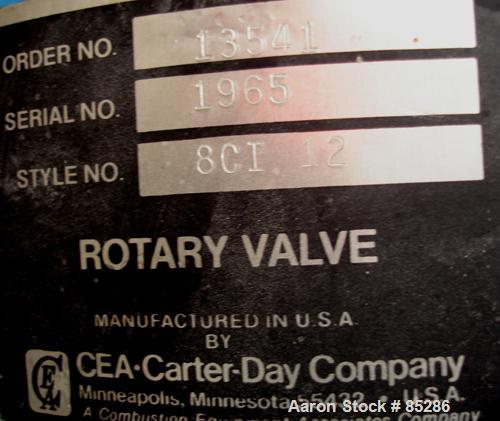 ORDER NO. 13541
SERIAL NO. 1965
STYLE NO. 8CI 12
ROTARY VALVE
MANUFACTURED IN U.S.A.
BY
CEA CEA·Carter-Day Company
Minneapolis, Minnesota 55432 • U.S.A.
A Combustion Equipment Associates Company
Aaron Stock # 85286